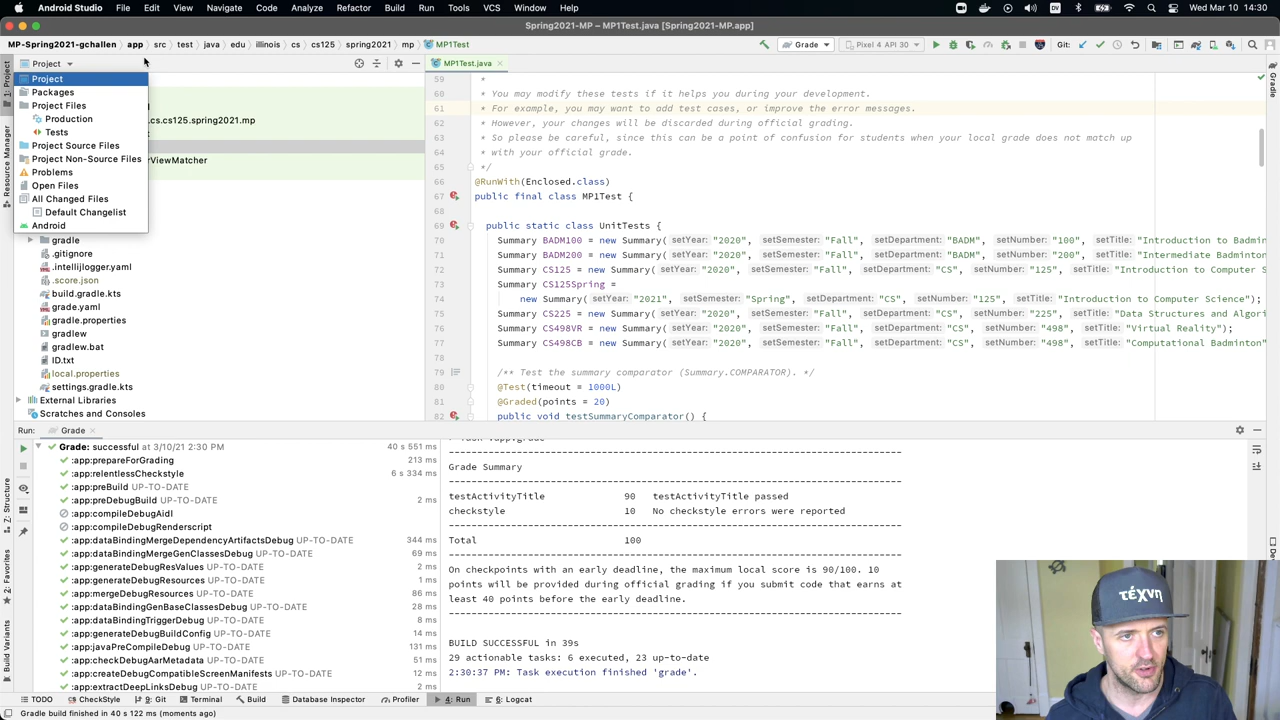 Android Studio File Edit View Navigate Code Analyze Refactor Build Run Tools VCS Window Help Wed Mar 10 14:30
Spring2021-MP – MP1Test.java [Spring2021-MP.app]
MP-Spring2021-gchallen app src test java edu illinois cs cs125 spring2021 mp MP1Test Grade Pixel 4 API 30 Git:
1: Project
Resource Manager
Z: Structure
2: Favorites
Build Variants
Gradle
Project
Project
Packages
Project Files
Production
Tests
Project Source Files
Project Non-Source Files
Problems
Open Files
All Changed Files
Default Changelist
Android
.cs.cs125.spring2021.mp
rViewMatcher
gradle
.gitignore
.intellijlogger.yaml
.score.json
build.gradle.kts
grade.yaml
gradle.properties
gradlew
gradlew.bat
ID.txt
local.properties
settings.gradle.kts
External Libraries
Scratches and Consoles
MP1Test.java
59 *
60 * You may modify these tests if it helps you during your development.
61 * For example, you may want to add test cases, or improve the error messages.
62 * However, your changes will be discarded during official grading.
63 * So please be careful, since this can be a point of confusion for students when your local grade does not match up
64 * with your official grade.
65 */
66 @RunWith(Enclosed.class)
67 public final class MP1Test {
68
69 public static class UnitTests {
70 Summary BADM100 = new Summary( setYear: "2020", setSemester: "Fall", setDepartment: "BADM", setNumber: "100", setTitle: "Introduction to Badmin
71 Summary BADM200 = new Summary( setYear: "2020", setSemester: "Fall", setDepartment: "BADM", setNumber: "200", setTitle: "Intermediate Badminton
72 Summary CS125 = new Summary( setYear: "2020", setSemester: "Fall", setDepartment: "CS", setNumber: "125", setTitle: "Introduction to Computer S
73 Summary CS125Spring =
74 new Summary( setYear: "2021", setSemester: "Spring", setDepartment: "CS", setNumber: "125", setTitle: "Introduction to Computer Science");
75 Summary CS225 = new Summary( setYear: "2020", setSemester: "Fall", setDepartment: "CS", setNumber: "225", setTitle: "Data Structures and Algori
76 Summary CS498VR = new Summary( setYear: "2020", setSemester: "Fall", setDepartment: "CS", setNumber: "498", setTitle: "Virtual Reality");
77 Summary CS498CB = new Summary( setYear: "2020", setSemester: "Fall", setDepartment: "CS", setNumber: "498", setTitle: "Computational Badminton"
78
79 /** Test the summary comparator (Summary.COMPARATOR). */
80 @Test(timeout = 1000L)
81 @Graded(points = 20)
82 public void testSummaryComparator() {
Run: Grade
Grade: successful at 3/10/21 2:30 PM 40 s 551 ms
:app:prepareForGrading 213 ms
:app:relentlessCheckstyle 6 s 334 ms
:app:preBuild UP-TO-DATE
:app:preDebugBuild UP-TO-DATE 2 ms
:app:compileDebugAidl
:app:compileDebugRenderscript
:app:dataBindingMergeDependencyArtifactsDebug UP-TO-DATE 344 ms
:app:dataBindingMergeGenClassesDebug UP-TO-DATE 69 ms
:app:generateDebugResValues UP-TO-DATE 2 ms
:app:generateDebugResources UP-TO-DATE 1 ms
:app:mergeDebugResources UP-TO-DATE 86 ms
:app:dataBindingGenBaseClassesDebug UP-TO-DATE 28 ms
:app:dataBindingTriggerDebug UP-TO-DATE 8 ms
:app:generateDebugBuildConfig UP-TO-DATE 14 ms
:app:javaPreCompileDebug UP-TO-DATE 131 ms
:app:checkDebugAarMetadata UP-TO-DATE 51 ms
:app:createDebugCompatibleScreenManifests UP-TO-DATE 2 ms
:app:extractDeepLinksDebug UP-TO-DATE 2 ms
Grade Summary
testActivityTitle 90 testActivityTitle passed
checkstyle 10 No checkstyle errors were reported
Total 100
On checkpoints with an early deadline, the maximum local score is 90/100. 10
points will be provided during official grading if you submit code that earns at
least 40 points before the early deadline.
BUILD SUCCESSFUL in 39s
29 actionable tasks: 6 executed, 23 up-to-date
2:30:37 PM: Task execution finished 'grade'.
τέχνη
TODO CheckStyle 9: Git Terminal Build Database Inspector Profiler 4: Run 6: Logcat
Grade build finished in 40 s 122 ms (moments ago)